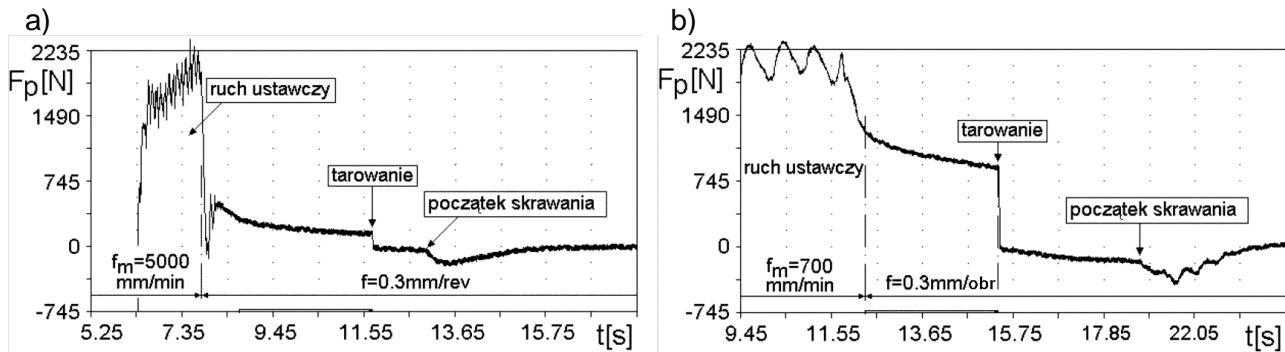 a)
2235
Fp[N]
1490
745
0
-745
ruch ustawczy
tarowanie
początek skrawania
fm=5000
mm/min
f=0.3mm/rev
5.25 7.35 9.45 11.55 13.65 15.75 t[s]
b)
2235
Fp[N]
1490
745
0
-745
ruch ustawczy
tarowanie
początek skrawania
fm=700
mm/min
f=0.3mm/obr
9.45 11.55 13.65 15.75 17.85 22.05 t[s]